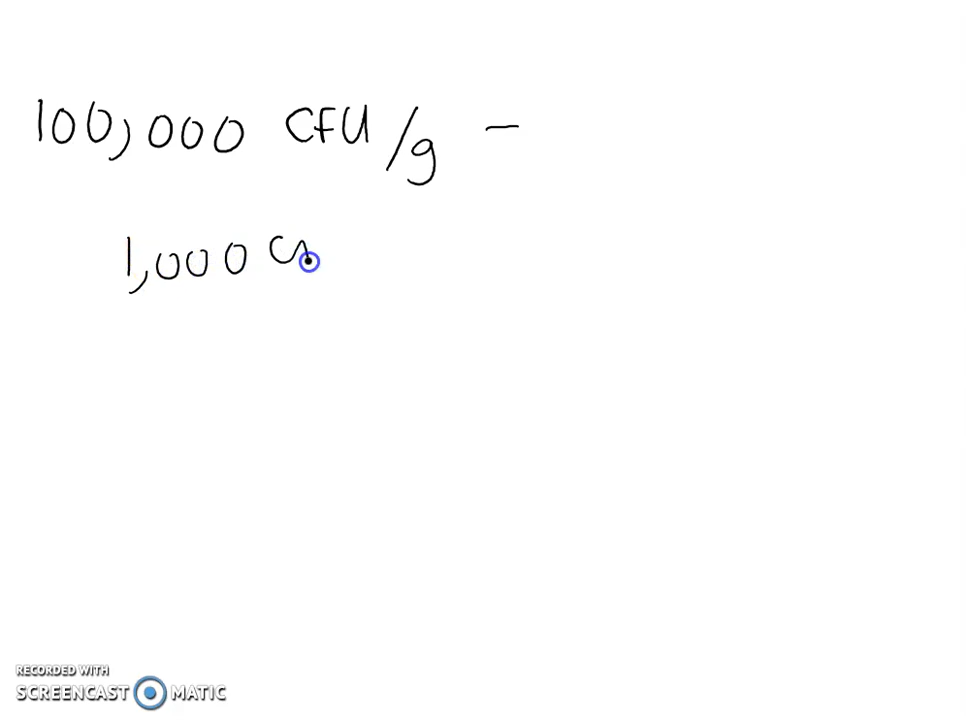 100,000 CFU/g –
1,000 C
RECORDED WITH
SCREENCAST MATIC